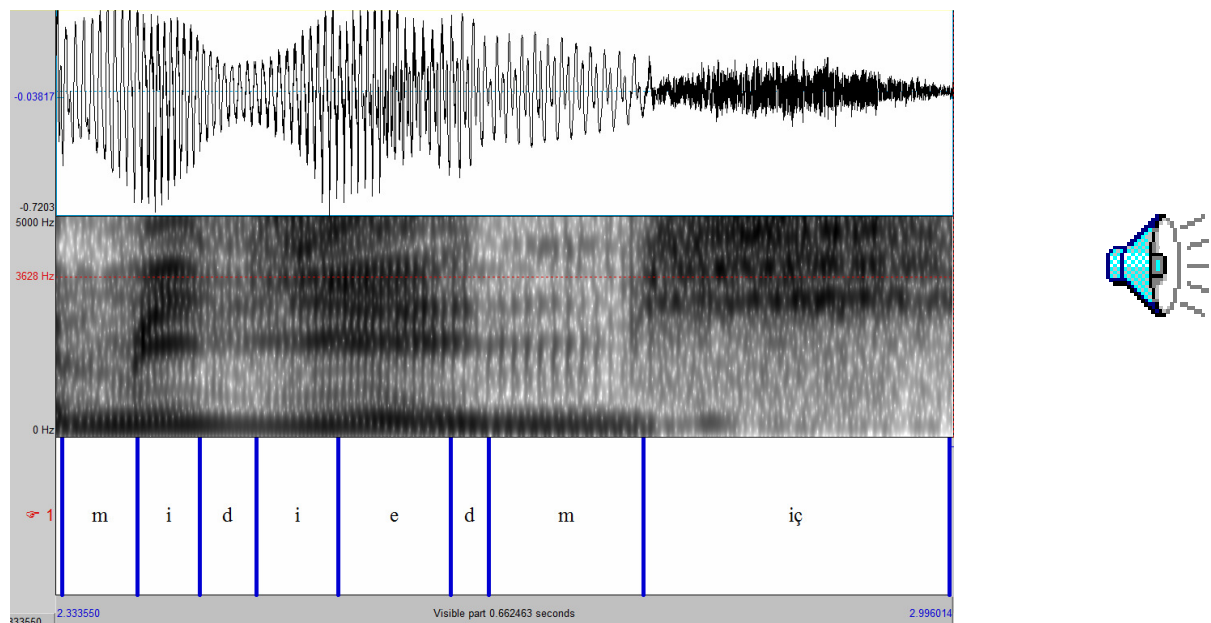 -0.03817
-0.7203
5000 Hz
3628 Hz
0 Hz
1
m i d i e d m iç
2.333550 Visible part 0.662463 seconds 2.996014